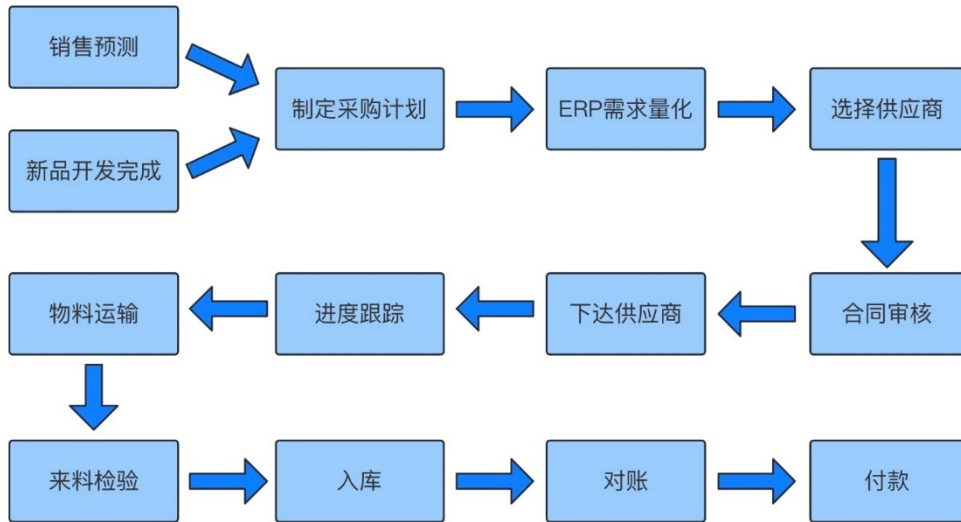 销售预测
新品开发完成
制定采购计划
ERP需求量化
选择供应商
合同审核
下达供应商
进度跟踪
物料运输
来料检验
入库
对账
付款